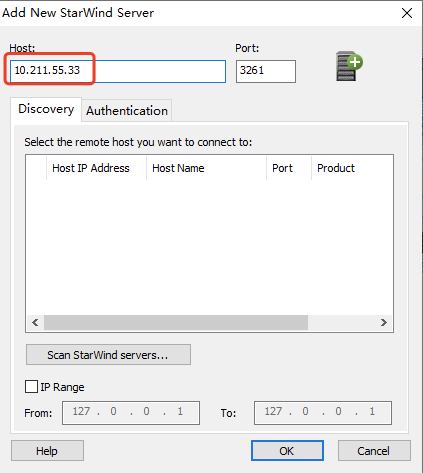 Add New StarWind Server
Host: Port:
10.211.55.33 3261
Discovery Authentication
Select the remote host you want to connect to:
Host IP Address Host Name Port Product
Scan StarWind servers...
IP Range
From: 127 . 0 . 0 . 1 To: 127 . 0 . 0 . 1
Help OK Cancel